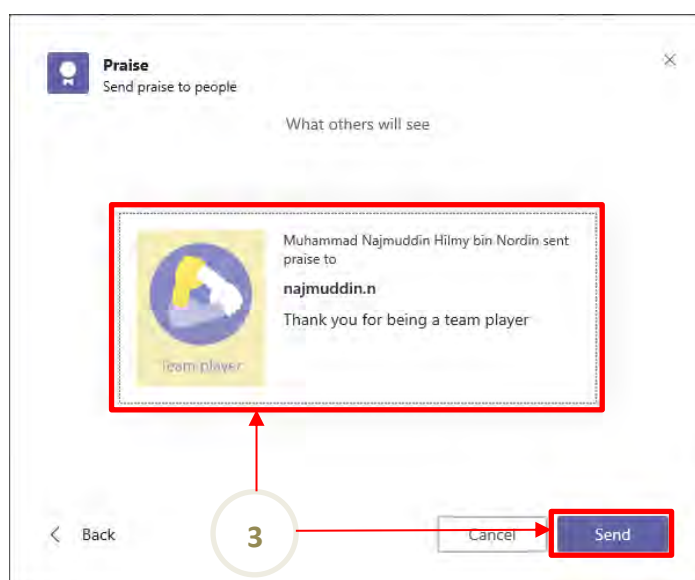 Praise
Send praise to people
What others will see
Muhammad Najmuddin Hilmy bin Nordin sent
praise to
najmuddin.n
Thank you for being a team player
Team player
Back
3
Cancel
Send